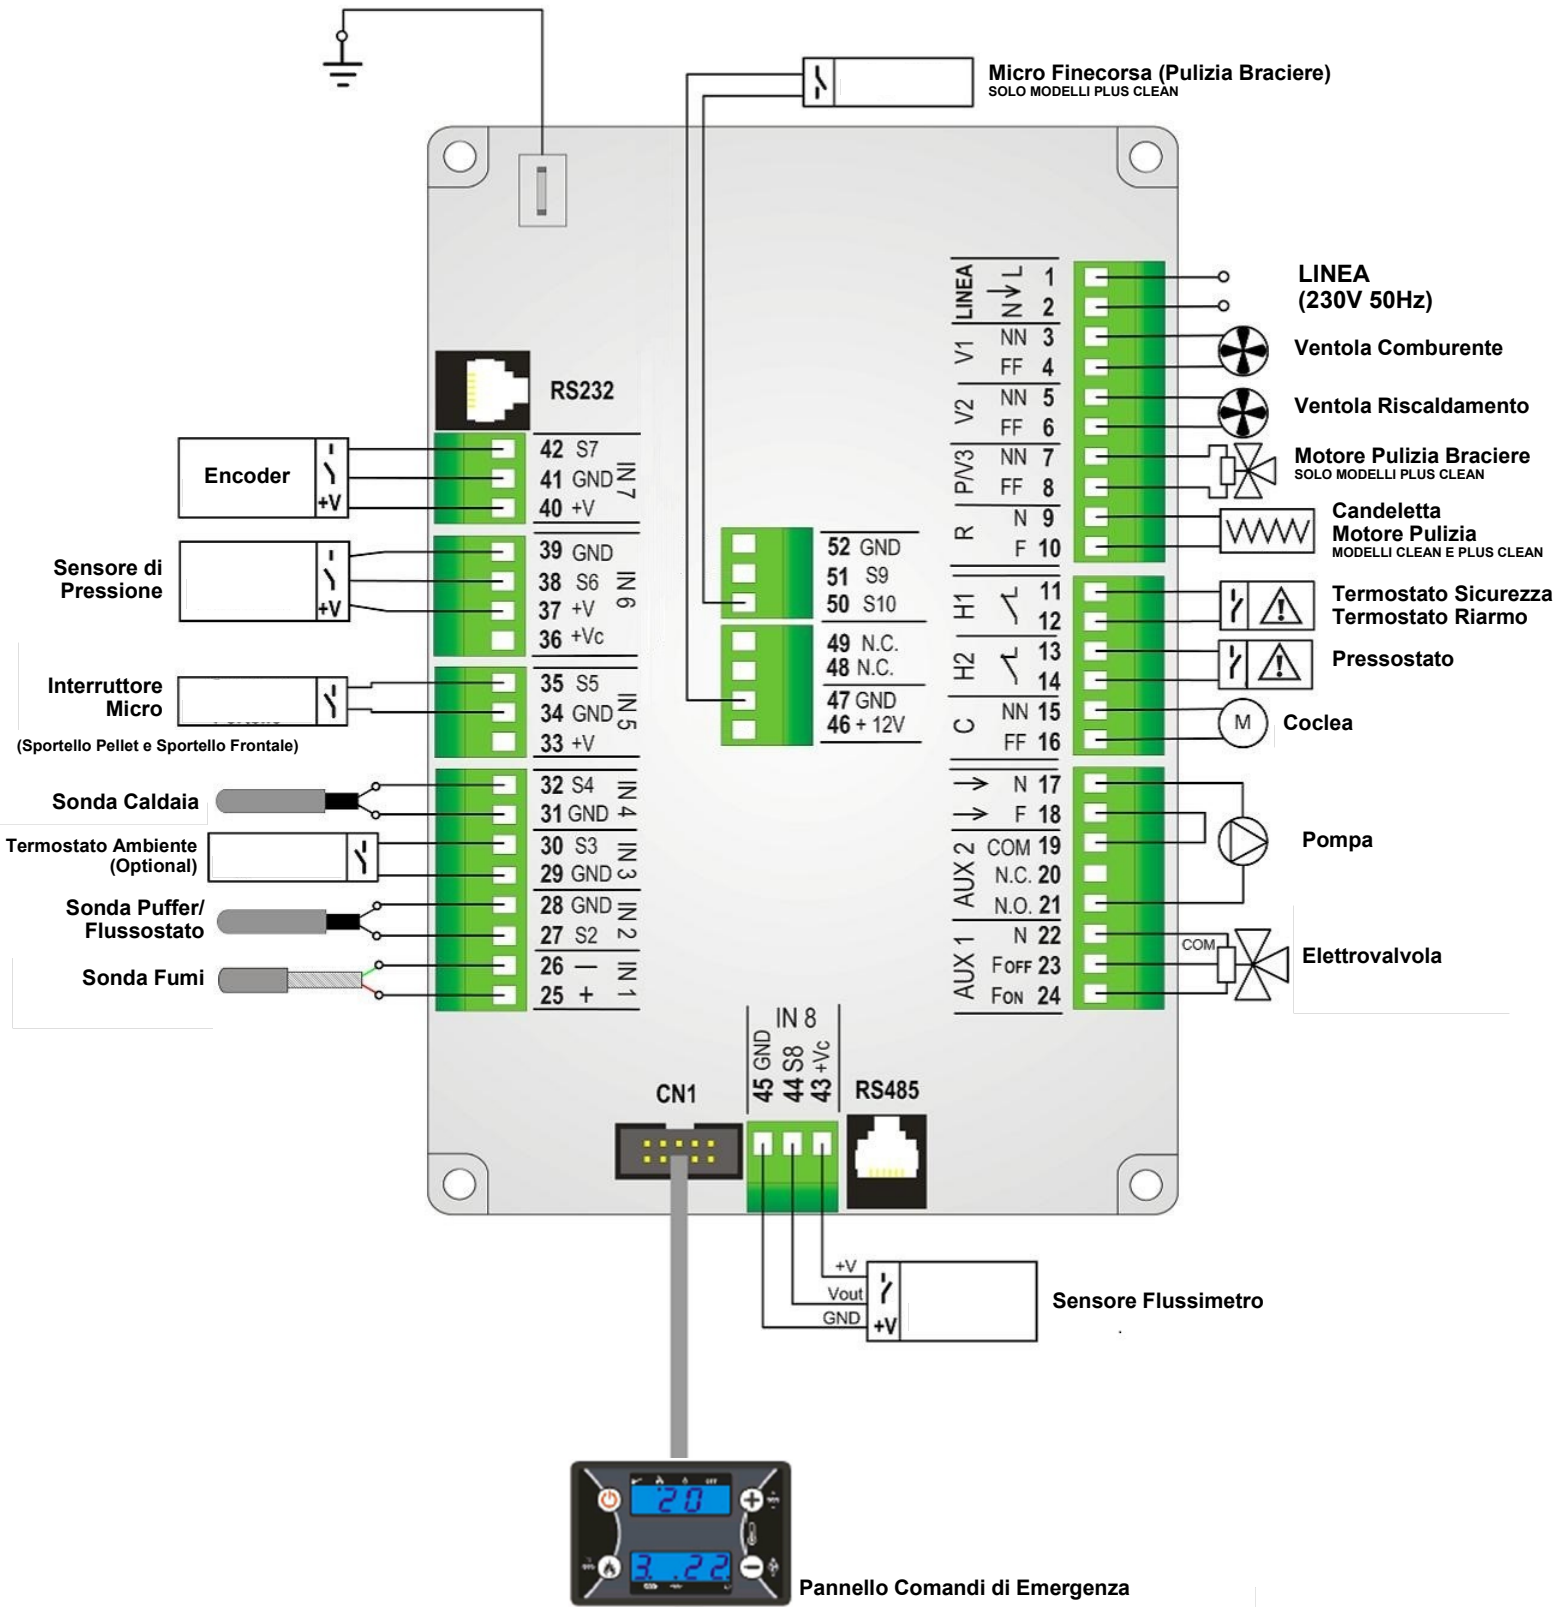 Micro Finecorsa (Pulizia Braciere)
SOLO MODELLI PLUS CLEAN
LINEA
(230V 50Hz)
Ventola Comburente
Ventola Riscaldamento
Motore Pulizia Braciere
SOLO MODELLI PLUS CLEAN
Candeletta
Motore Pulizia
MODELLI CLEAN E PLUS CLEAN
Termostato Sicurezza
Termostato Riarmo
Pressostato
M
Coclea
Pompa
COM
Elettrovalvola
LINEA
L 1
N 2
V1
NN 3
FF 4
V2
NN 5
FF 6
P/V3
NN 7
FF 8
R
N 9
F 10
H1
11
12
H2
13
14
C
NN 15
FF 16
N 17
F 18
AUX 2
COM 19
N.C. 20
N.O. 21
AUX 1
N 22
FOFF 23
FON 24
RS232
Encoder
+V
42 S7
41 GND
40 +V
IN 7
Sensore di
Pressione
+V
39 GND
38 S6
37 +V
36 +Vc
IN 6
Interruttore
Micro
(Sportello Pellet e Sportello Frontale)
35 S5
34 GND
33 +V
IN 5
Sonda Caldaia
32 S4
31 GND
IN 4
Termostato Ambiente
(Optional)
30 S3
29 GND
IN 3
Sonda Puffer/
Flussostato
28 GND
27 S2
IN 2
Sonda Fumi
26 —
25 +
IN 1
52 GND
51 S9
50 S10
49 N.C.
48 N.C.
47 GND
46 + 12V
IN 8
45 GND
44 S8
43 +Vc
CN1
RS485
+V
Vout
GND
+V
Sensore Flussimetro
OFF
20
3. .22.
Pannello Comandi di Emergenza